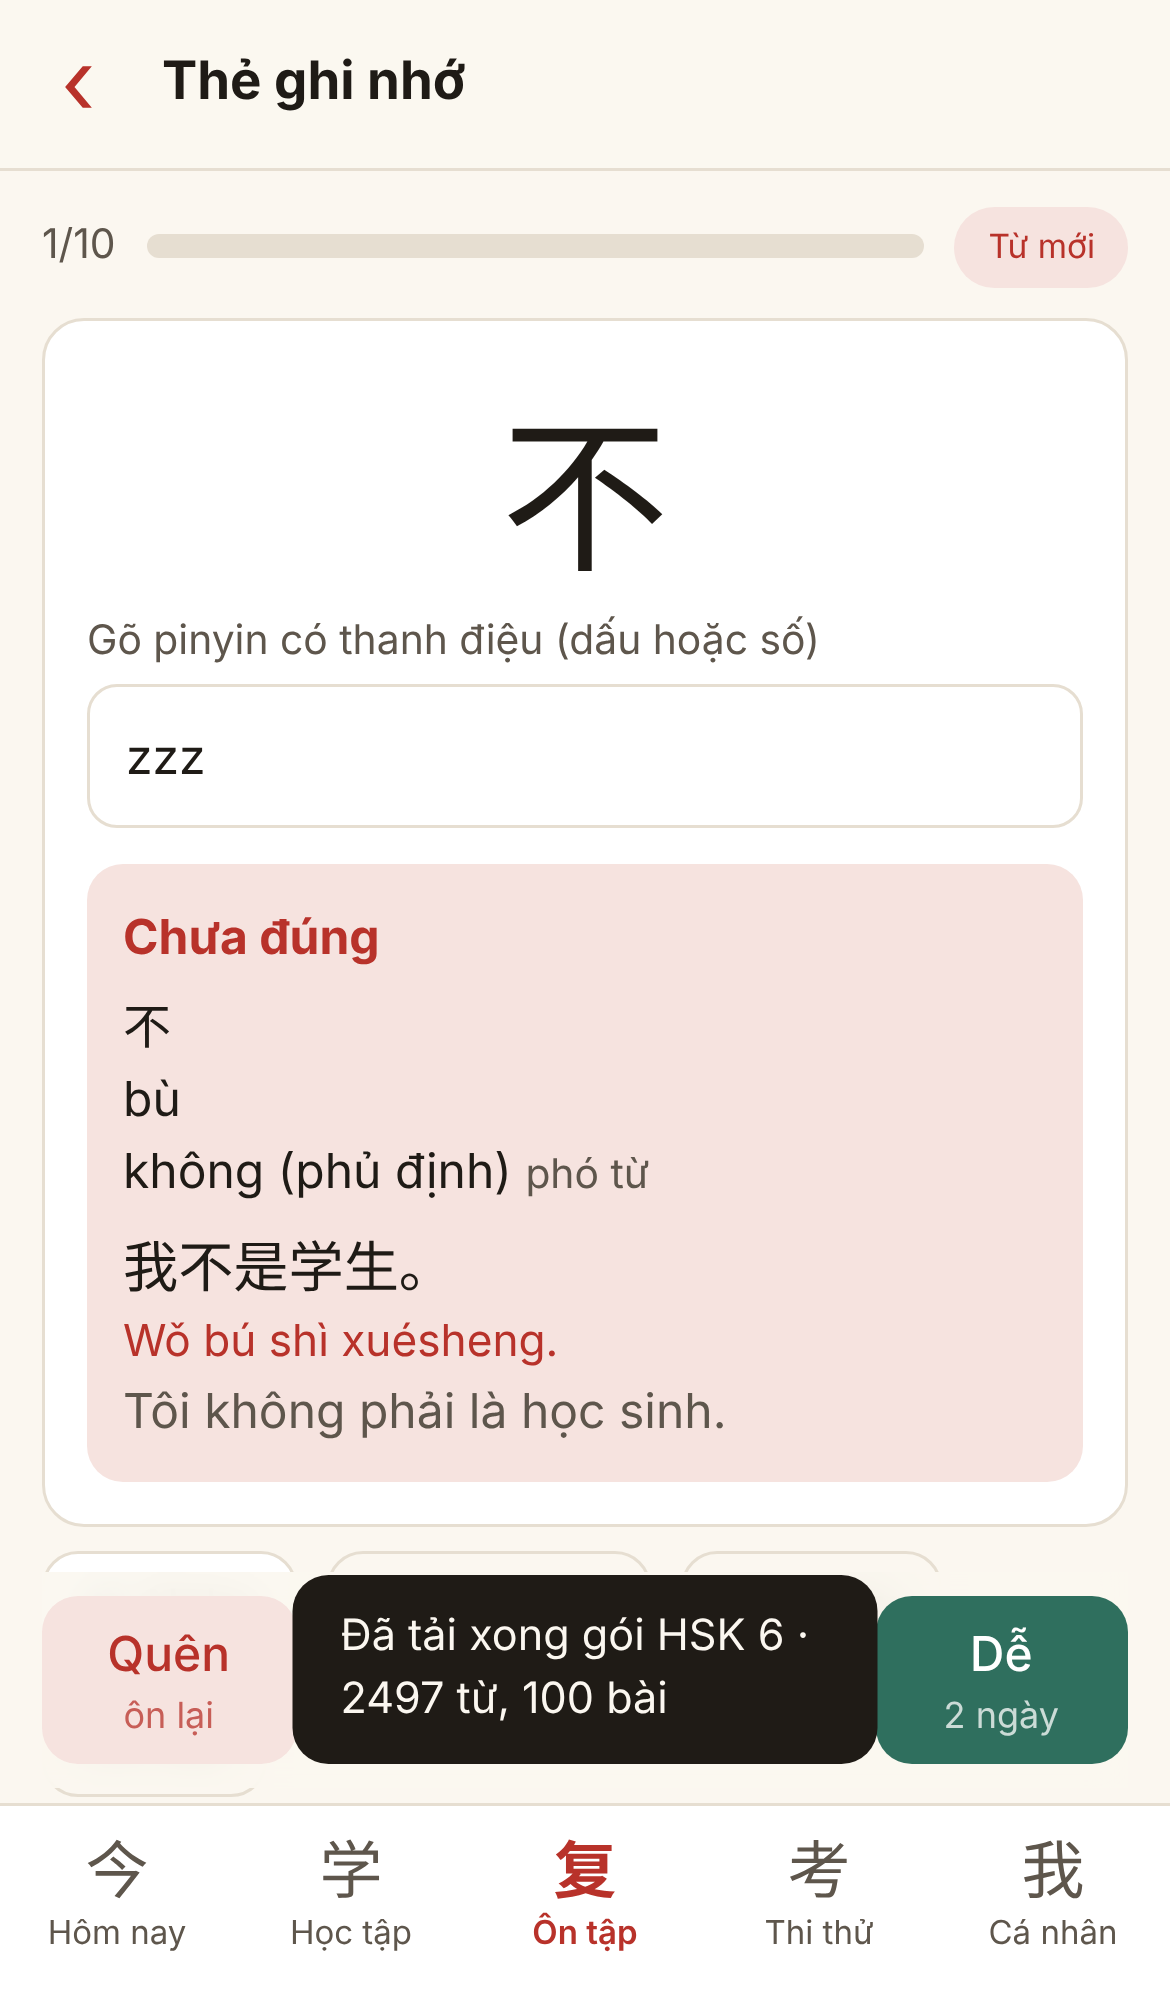 Thẻ ghi nhớ
1/10
Từ mới
不
Gõ pinyin có thanh điệu (dấu hoặc số)
zzz
Chưa đúng
不
bù
không (phủ định) phó từ
我不是学生。
Wǒ bú shì xuésheng.
Tôi không phải là học sinh.
Quên
ôn lại
Đã tải xong gói HSK 6 ·
2497 từ, 100 bài
Dễ
2 ngày
今
Hôm nay
学
Học tập
复
Ôn tập
考
Thi thử
我
Cá nhân